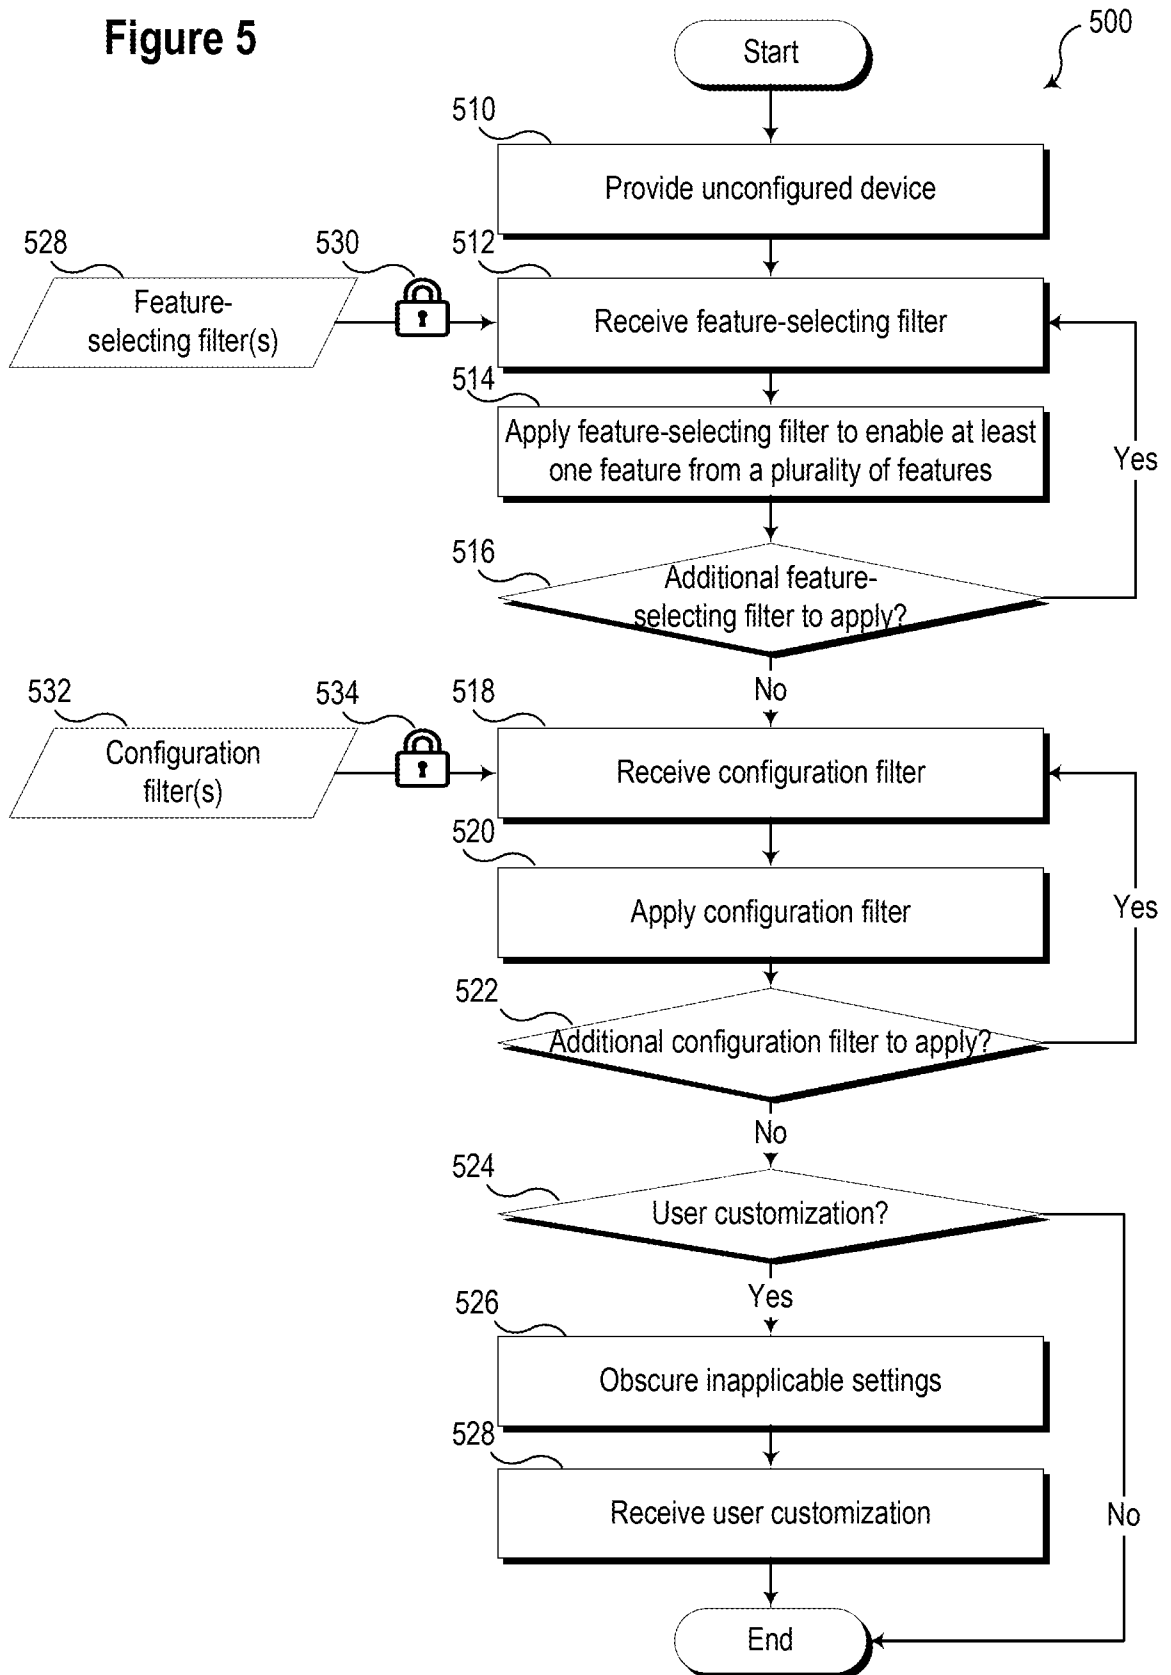 Figure 5
500
Start
510
Provide unconfigured device
528
530
512
Feature-
selecting filter(s)
Receive feature-selecting filter
514
Apply feature-selecting filter to enable at least
one feature from a plurality of features
Yes
516
Additional feature-
selecting filter to apply?
No
532
534
518
Configuration
filter(s)
Receive configuration filter
520
Apply configuration filter
Yes
522
Additional configuration filter to apply?
No
524
User customization?
Yes
526
Obscure inapplicable settings
528
Receive user customization
No
End